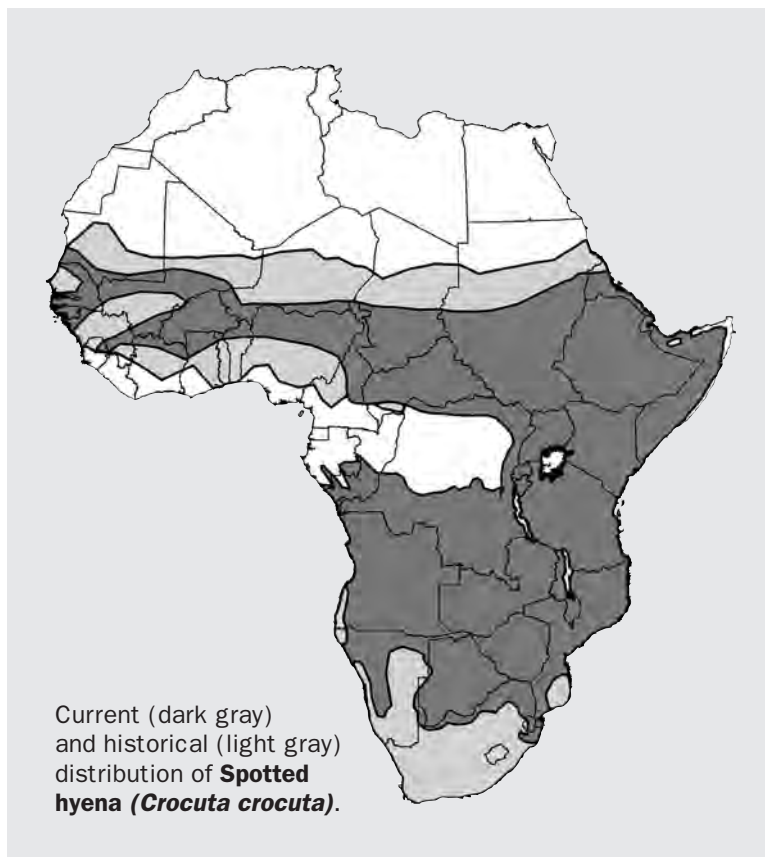 Current (dark gray)
and historical (light gray)
distribution of Spotted
hyena (Crocuta crocuta).